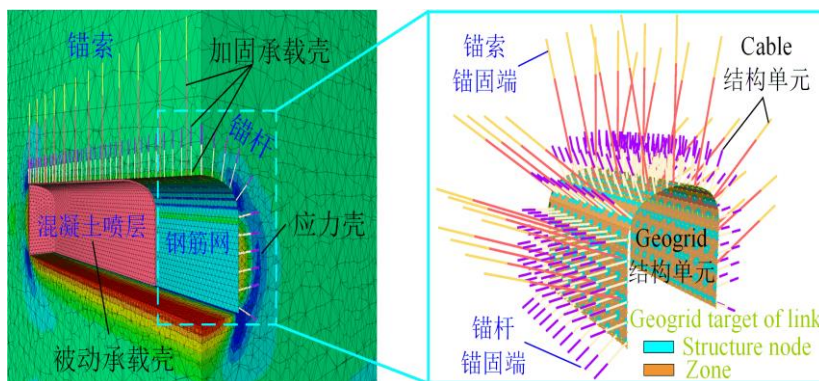 锚索
加固承载壳
锚杆
混凝土喷层
钢筋网
应力壳
被动承载壳
锚索
锚固端
Cable
结构单元
Geogrid
结构单元
锚杆
锚固端
Geogrid target of link
Structure node
Zone